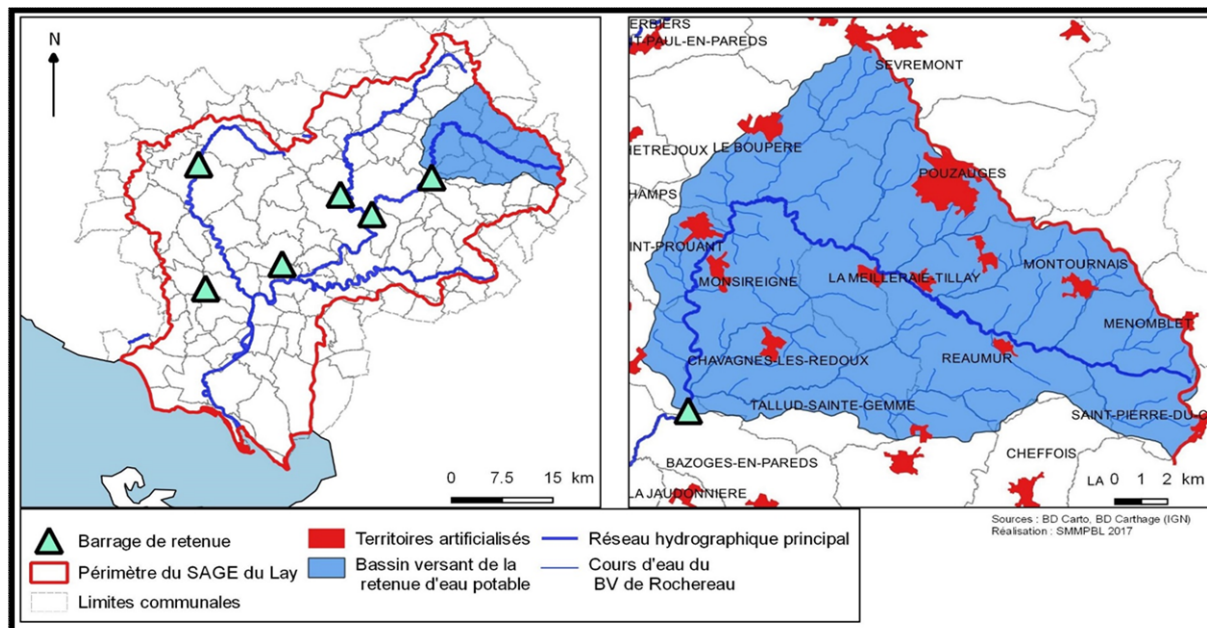 N
0 7.5 15 km
ERBIERS
NT-PAUL-EN-PAREDS
SEVREMONT
LE BOUPERE
IETREJOUX
POUZAUGES
HAMPS
INT-PROUANT
MONSIREIGNE
LA MEILLERAIE-TILLAY
MONTOURNAIS
MENOMBLET
REAUMUR
CHAVAGNES-LES-REDOUX
TALLUD-SAINTE-GEMME
SAINT-PIERRE-DU-C
CHEFFOIS
BAZOGES-EN-PAREDS
LA JAUDONNIERE
LA
0 1 2 km
Sources : BD Carto, BD Carthage (IGN)
Réalisation : SMMPBL 2017
Barrage de retenue
Périmètre du SAGE du Lay
Limites communales
Territoires artificialisés
Bassin versant de la
retenue d'eau potable
Réseau hydrographique principal
Cours d'eau du
BV de Rochereau